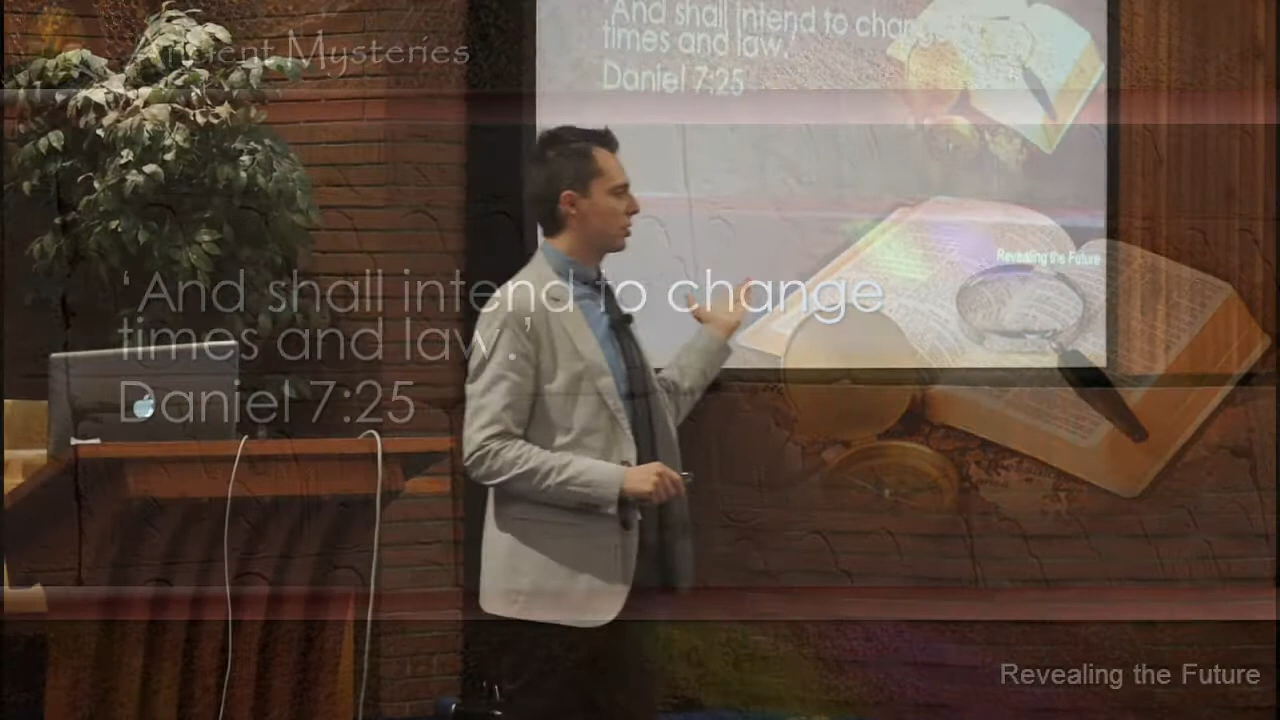 Ancient Mysteries
'And shall intend to change
times and law.'
Daniel 7:25
Revealing the Future
'And shall intend to change
times and law.'
Daniel 7:25
Revealing the Future